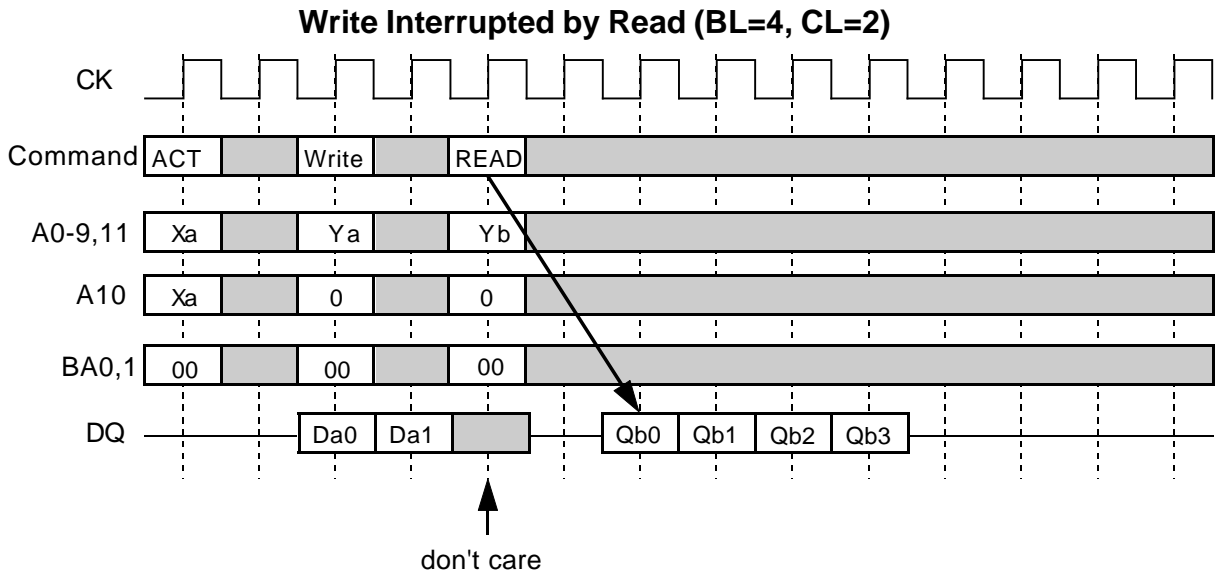 Write Interrupted by Read (BL=4, CL=2)
CK
Command ACT Write READ
A0-9,11 Xa Ya Yb
A10 Xa 0 0
BA0,1 00 00 00
DQ Da0 Da1 Qb0 Qb1 Qb2 Qb3
don't care